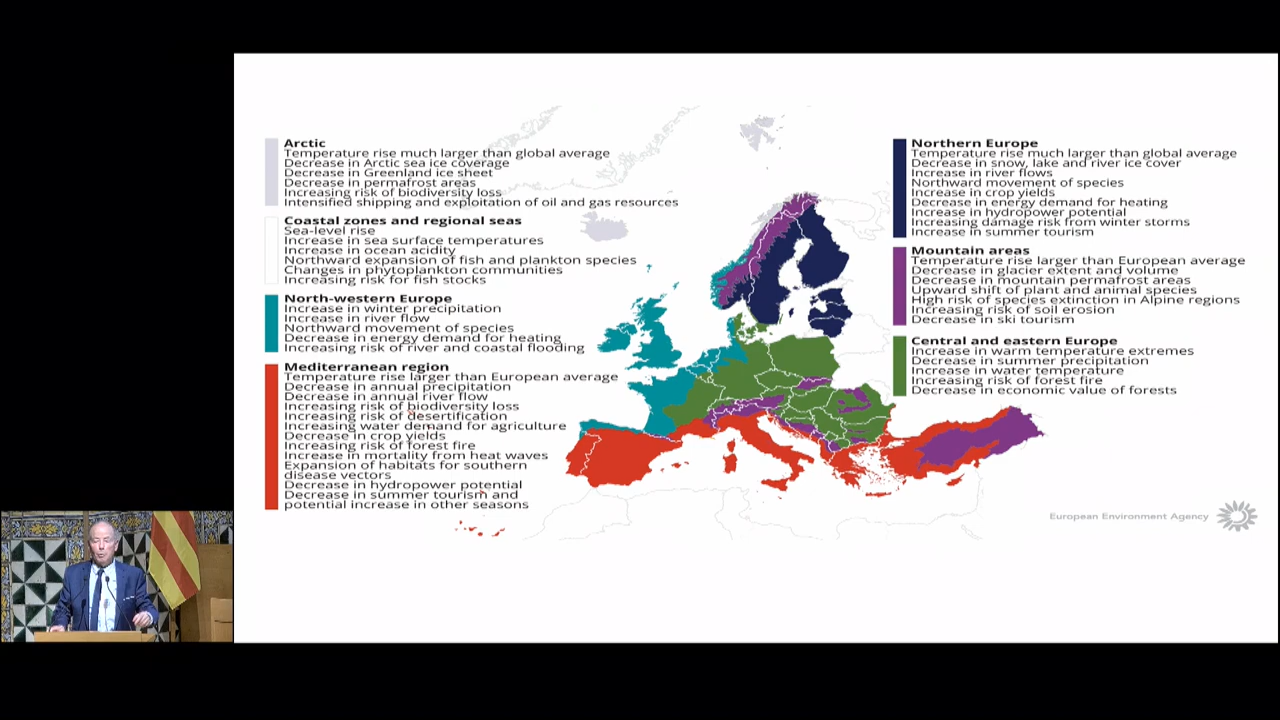 Arctic
Temperature rise much larger than global average
Decrease in Arctic sea ice coverage
Decrease in Greenland ice sheet
Decrease in permafrost areas
Increasing risk of biodiversity loss
Intensified shipping and exploitation of oil and gas resources
Coastal zones and regional seas
Sea-level rise
Increase in sea surface temperatures
Increase in ocean acidity
Northward expansion of fish and plankton species
Changes in phytoplankton communities
Increasing risk for fish stocks
North-western Europe
Increase in winter precipitation
Increase in river flow
Northward movement of species
Decrease in energy demand for heating
Increasing risk of river and coastal flooding
Mediterranean region
Temperature rise larger than European average
Decrease in annual precipitation
Decrease in annual river flow
Increasing risk of biodiversity loss
Increasing risk of desertification
Increasing water demand for agriculture
Decrease in crop yields
Increasing risk of forest fire
Increase in mortality from heat waves
Expansion of habitats for southern
disease vectors
Decrease in hydropower potential
Decrease in summer tourism and
potential increase in other seasons
Northern Europe
Temperature rise much larger than global average
Decrease in snow, lake and river ice cover
Increase in river flows
Northward movement of species
Increase in crop yields
Decrease in energy demand for heating
Increase in hydropower potential
Increasing damage risk from winter storms
Increase in summer tourism
Mountain areas
Temperature rise larger than European average
Decrease in glacier extent and volume
Decrease in mountain permafrost areas
Upward shift of plant and animal species
High risk of species extinction in Alpine regions
Increasing risk of soil erosion
Decrease in ski tourism
Central and eastern Europe
Increase in warm temperature extremes
Decrease in summer precipitation
Increase in water temperature
Increasing risk of forest fire
Decrease in economic value of forests
European Environment Agency